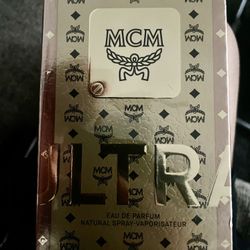 MCM
ULTRA
EAU DE PARFUM
NATURAL SPRAY-VAPORISATEUR